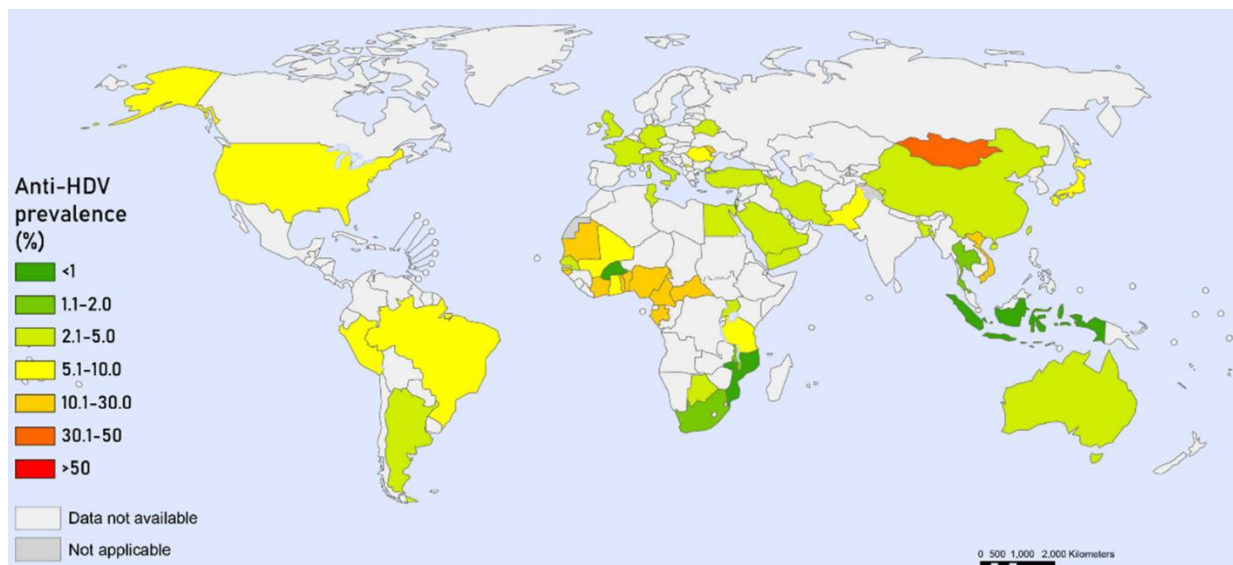 Anti-HDV
prevalence
(%)
<1
1.1–2.0
2.1–5.0
5.1–10.0
10.1–30.0
30.1–50
>50
Data not available
Not applicable
0 500 1,000 2,000 Kilometers